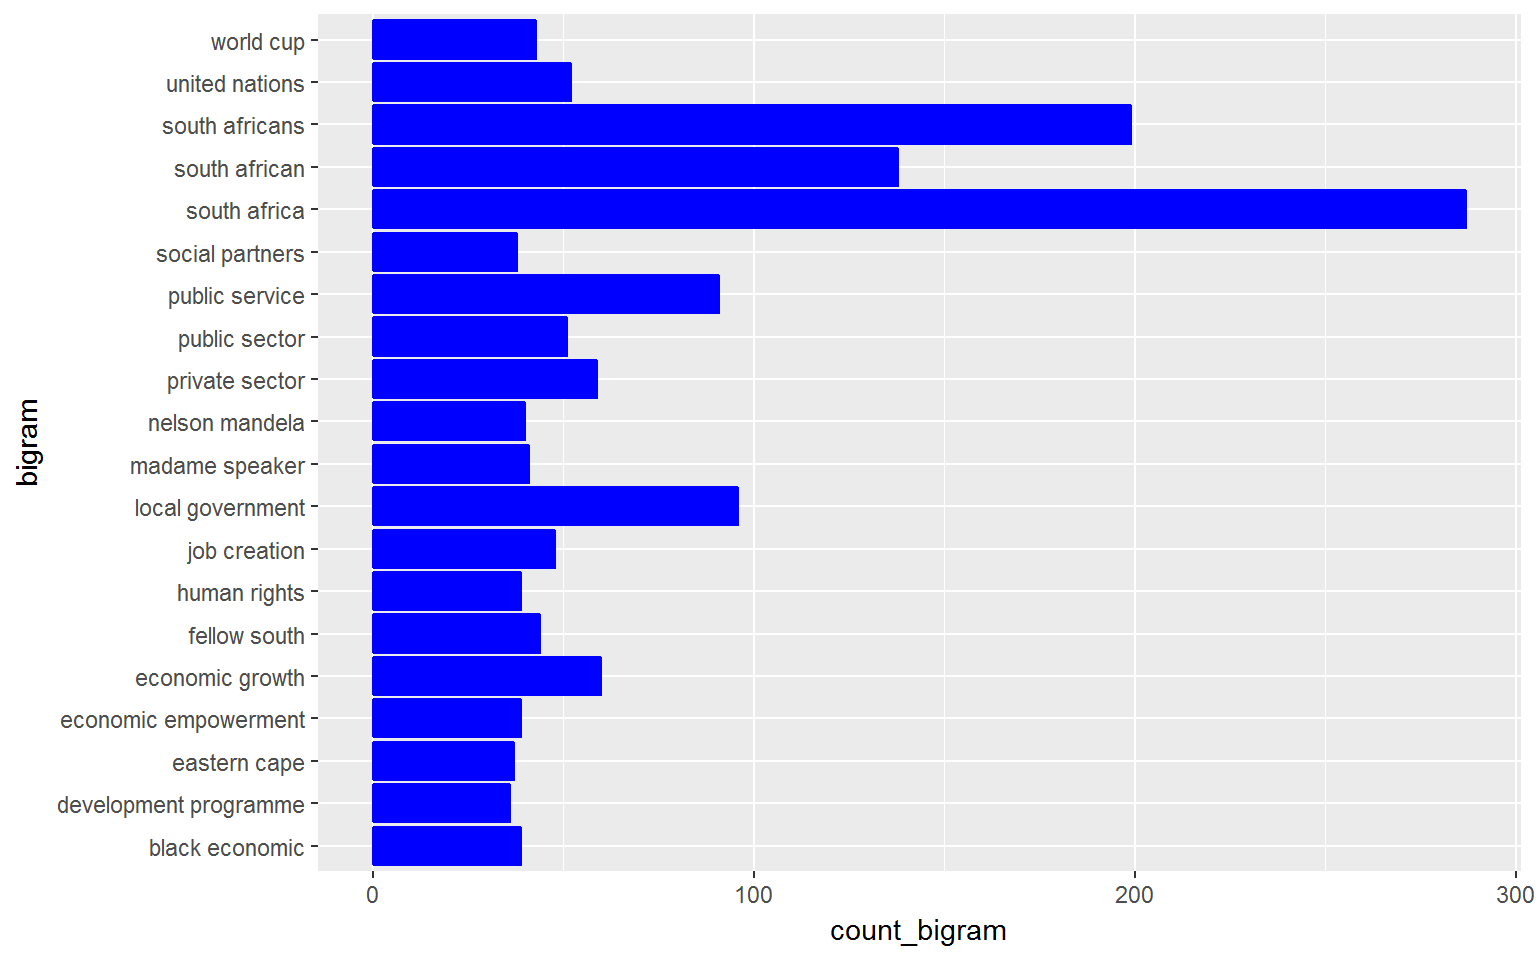 world cup
united nations
south africans
south african
south africa
social partners
public service
public sector
private sector
nelson mandela
madame speaker
local government
job creation
human rights
fellow south
economic growth
economic empowerment
eastern cape
development programme
black economic
bigram
0 100 200 300
count_bigram